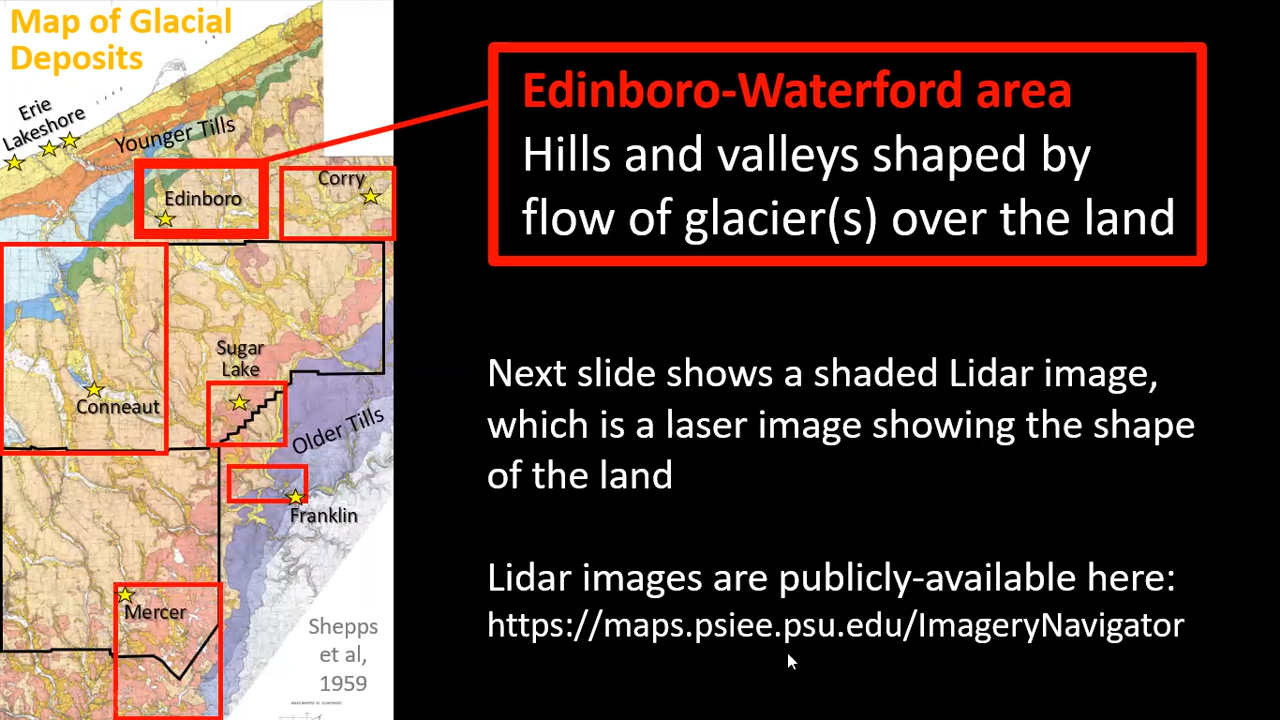 Map of Glacial
Deposits
Erie
Lakeshore
Younger Tills
Edinboro
Corry
Sugar
Lake
Conneaut
Older Tills
Franklin
Mercer
Shepps
et al,
1959
Edinboro-Waterford area
Hills and valleys shaped by
flow of glacier(s) over the land
Next slide shows a shaded Lidar image,
which is a laser image showing the shape
of the land
Lidar images are publicly-available here:
https://maps.psiee.psu.edu/ImageryNavigator